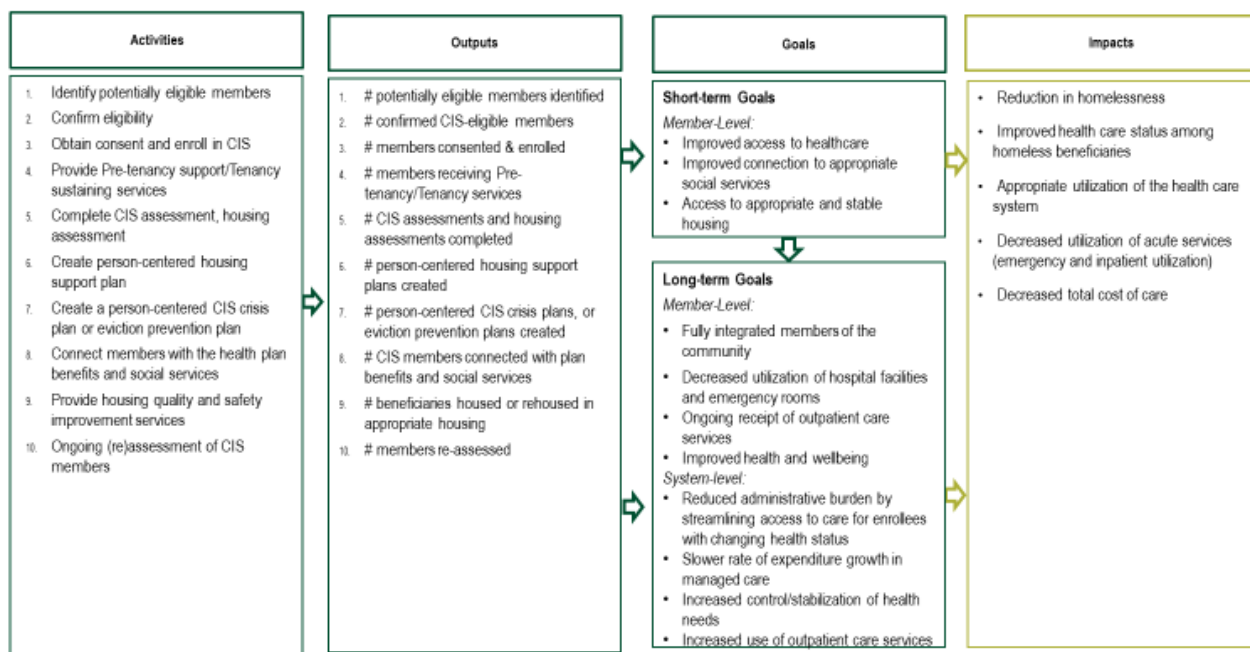 Activities
1. Identify potentially eligible members
2. Confirm eligibility
3. Obtain consent and enroll in CIS
4. Provide Pre-tenancy support/Tenancy
sustaining services
5. Complete CIS assessment, housing
assessment
6. Create person-centered housing
support plan
7. Create a person-centered CIS crisis
plan or eviction prevention plan
8. Connect members with the health plan
benefits and social services
9. Provide housing quality and safety
improvement services
10. Ongoing (re)assessment of CIS
members
Outputs
1. # potentially eligible members identified
2. # confirmed CIS-eligible members
3. # members consented & enrolled
4. # members receiving Pre-
tenancy/Tenancy services
5. # CIS assessments and housing
assessments completed
6. # person-centered housing support
plans created
7. # person-centered CIS crisis plans, or
eviction prevention plans created
8. # CIS members connected with plan
benefits and social services
9. # beneficiaries housed or rehoused in
appropriate housing
10. # members re-assessed
Goals
Short-term Goals
Member-Level:
• Improved access to healthcare
• Improved connection to appropriate
social services
• Access to appropriate and stable
housing
Long-term Goals
Member-Level:
• Fully integrated members of the
community
• Decreased utilization of hospital facilities
and emergency rooms
• Ongoing receipt of outpatient care
services
• Improved health and wellbeing
System-level:
• Reduced administrative burden by
streamlining access to care for enrollees
with changing health status
• Slower rate of expenditure growth in
managed care
• Increased control/stabilization of health
needs
• Increased use of outpatient care services
Impacts
• Reduction in homelessness
• Improved health care status among
homeless beneficiaries
• Appropriate utilization of the health care
system
• Decreased utilization of acute services
(emergency and inpatient utilization)
• Decreased total cost of care